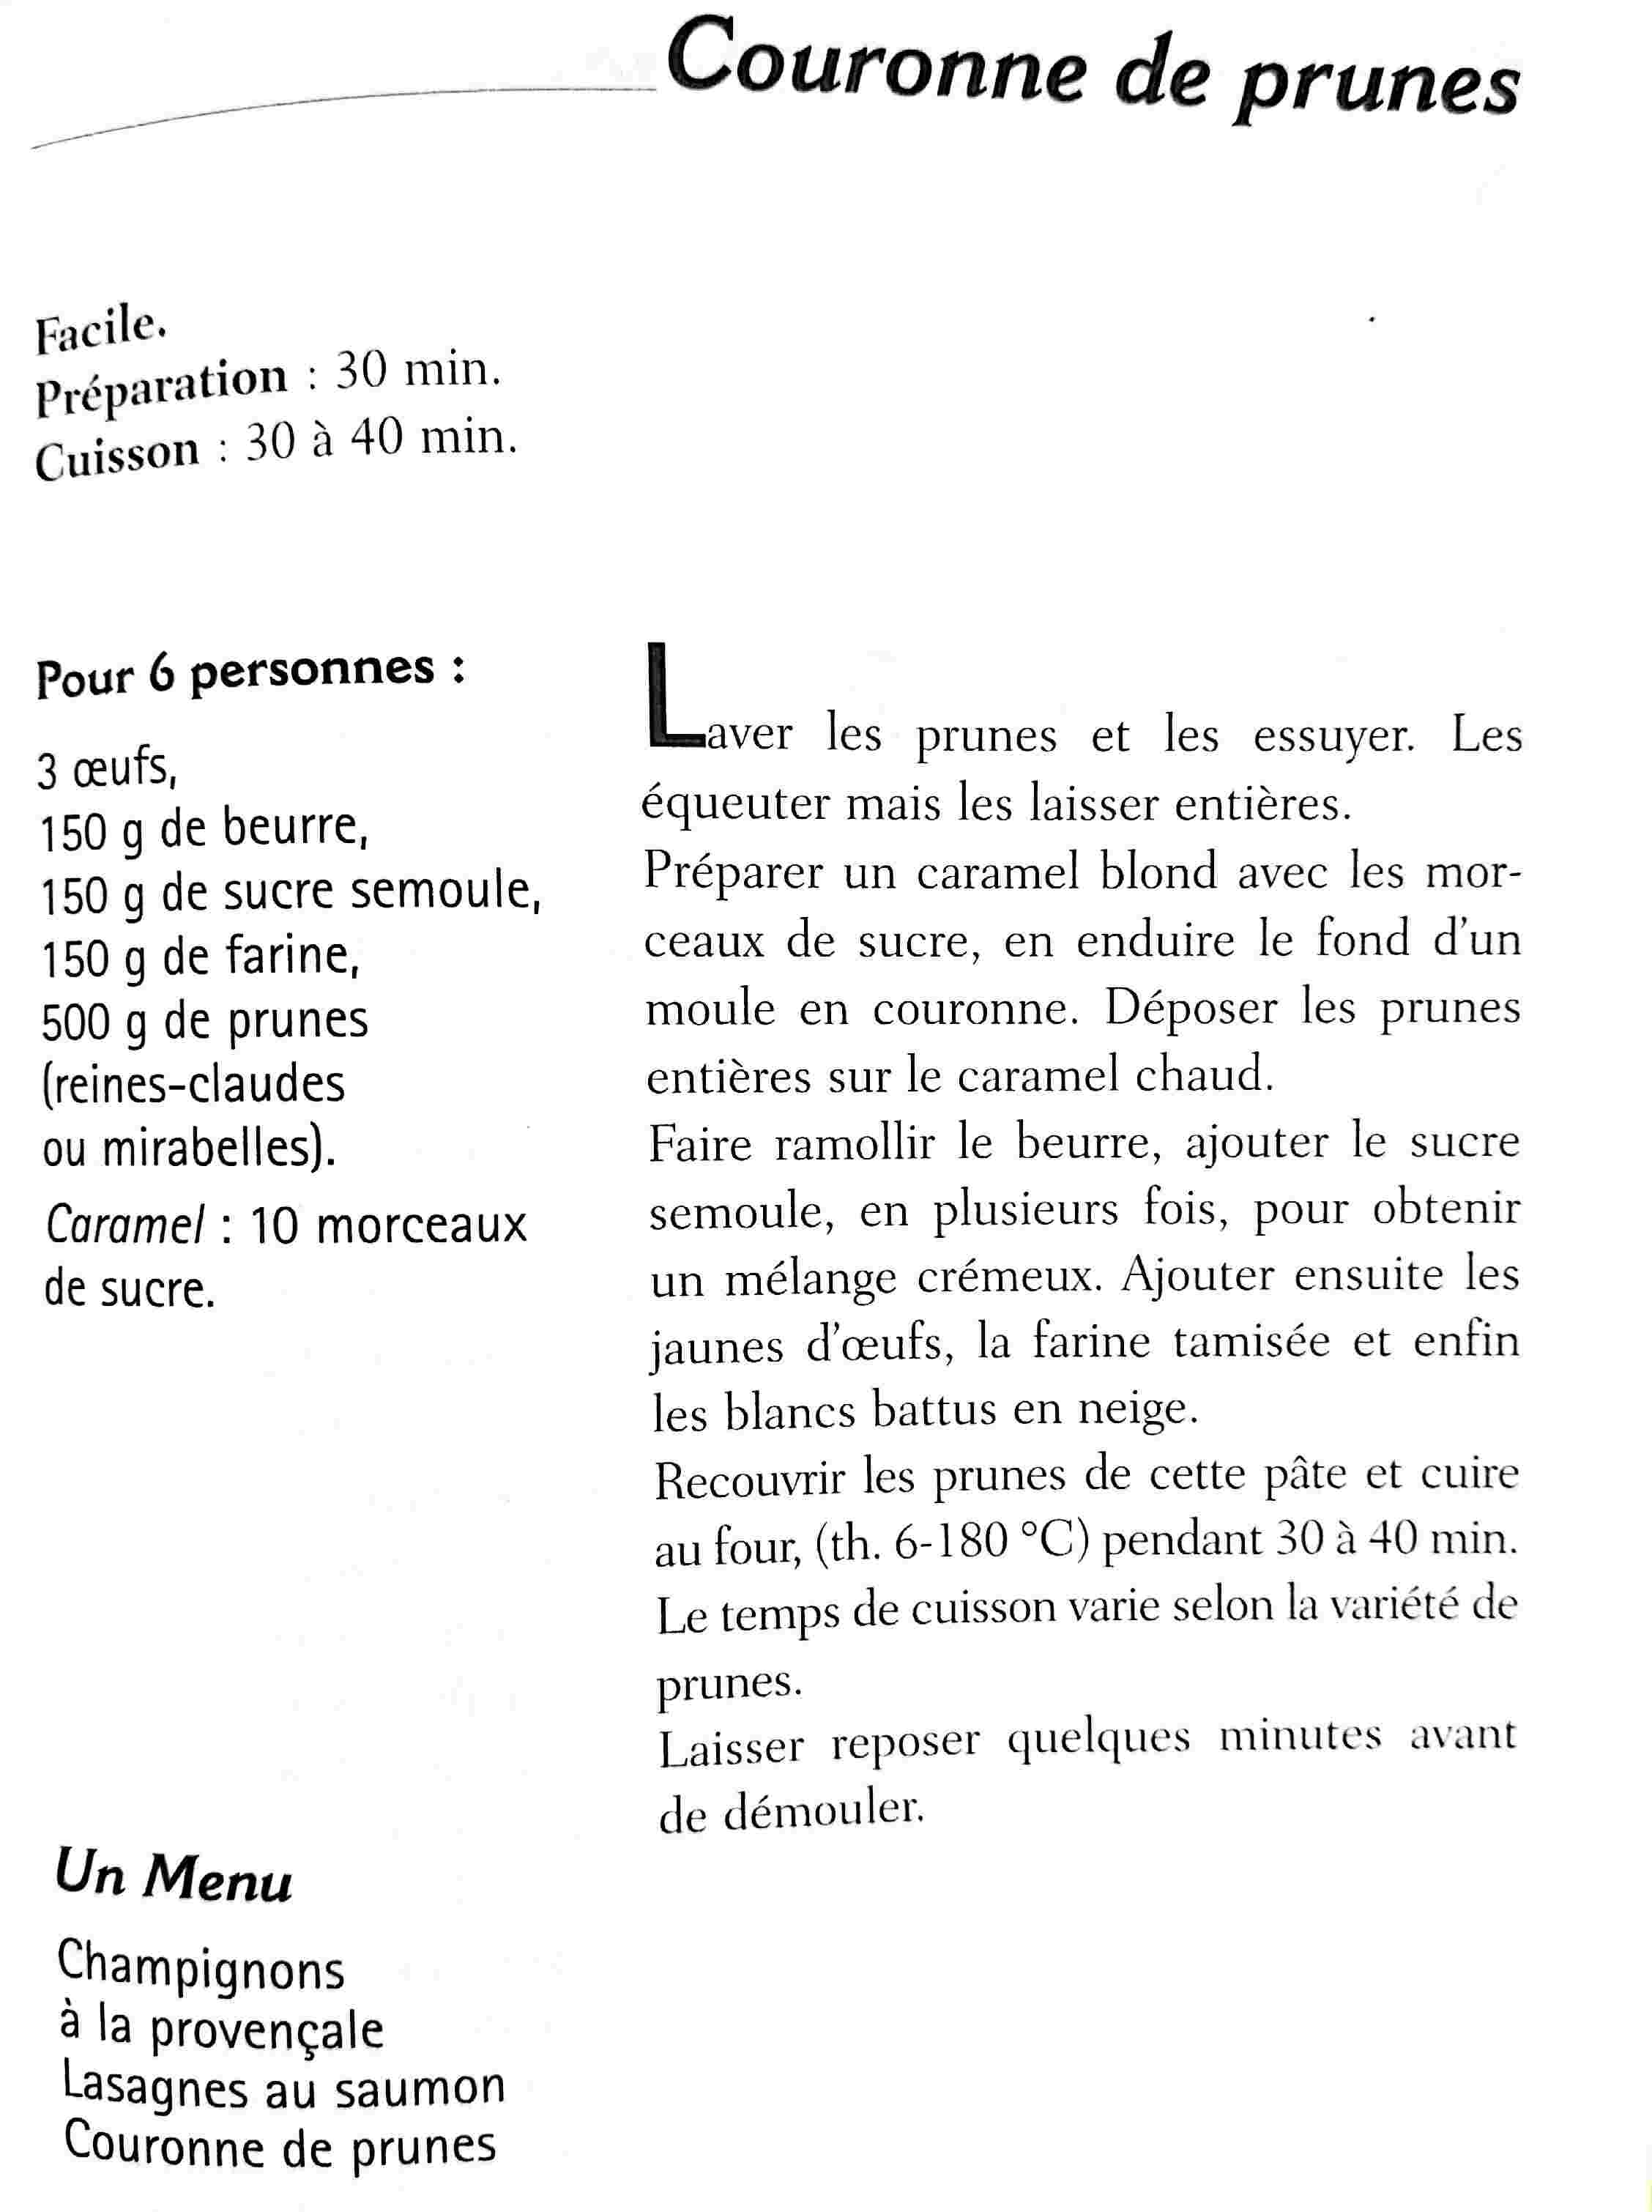 Couronne de prunes
Facile.
Préparation : 30 min.
Cuisson : 30 à 40 min.
Pour 6 personnes :
3 œufs,
150 g de beurre,
150 g de sucre semoule,
150 g de farine,
500 g de prunes
(reines-claudes
ou mirabelles).
Caramel : 10 morceaux
de sucre.
Laver les prunes et les essuyer. Les
équeuter mais les laisser entières.
Préparer un caramel blond avec les mor-
ceaux de sucre, en enduire le fond d'un
moule en couronne. Déposer les prunes
entières sur le caramel chaud.
Faire ramollir le beurre, ajouter le sucre
semoule, en plusieurs fois, pour obtenir
un mélange crémeux. Ajouter ensuite les
jaunes d'œufs, la farine tamisée et enfin
les blancs battus en neige.
Recouvrir les prunes de cette pâte et cuire
au four, (th. 6-180 °C) pendant 30 à 40 min.
Le temps de cuisson varie selon la variété de
prunes.
Laisser reposer quelques minutes avant
de démouler.
Un Menu
Champignons
à la provençale
Lasagnes au saumon
Couronne de prunes